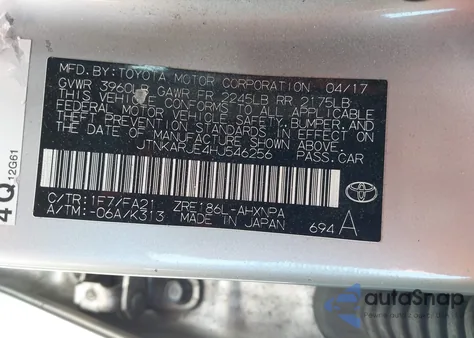 MFD.BY:TOYOTA MOTOR CORPORATION 04/17
GVWR 3960LB GAWR FR 2245LB RR 2175LB
THIS VEHICLE CONFORMS TO ALL APPLICABLE
FEDERAL MOTOR VEHICLE SAFETY, BUMPER, AND
THEFT PREVENTION STANDARDS IN EFFECT ON
THE DATE OF MANUFACTURE SHOWN ABOVE.
JTNKARJE4HJ546256 PASS.CAR
C/TR:1F7/FA21 ZRE186L-AHXNPA
A/TM:-06A/K313 MADE IN JAPAN
694 A
4Q
12G61
autoSnap